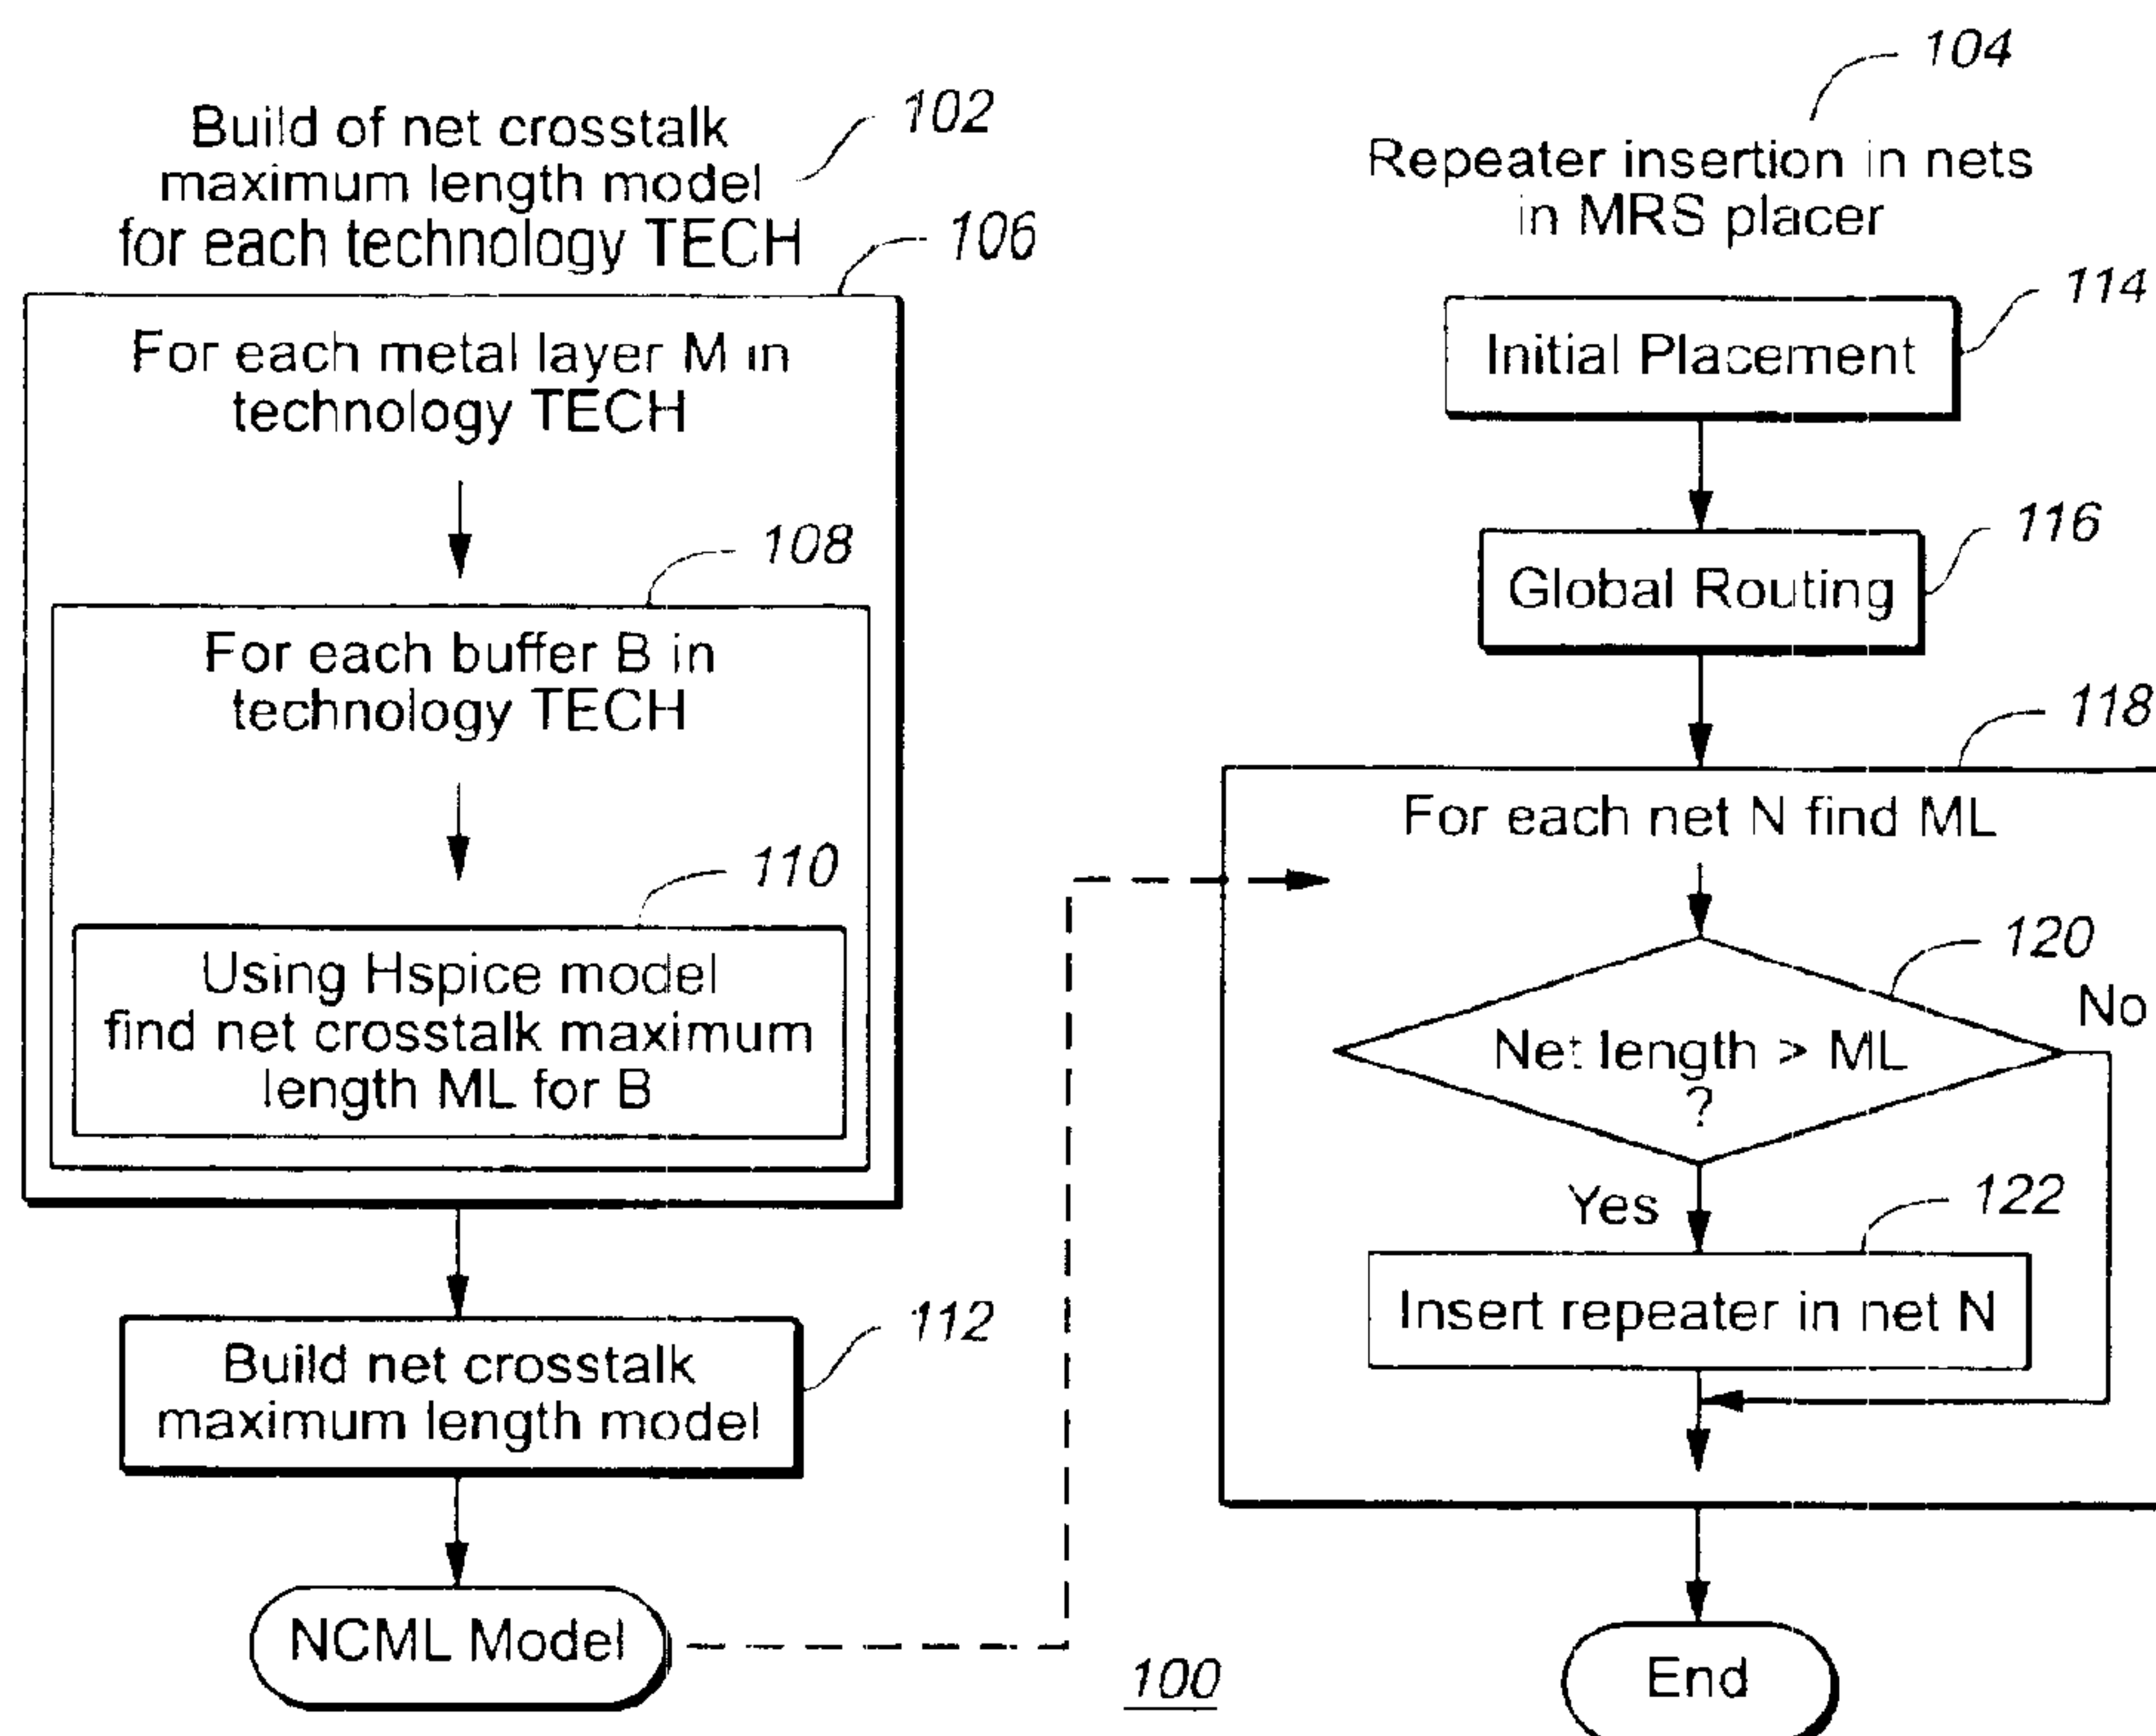 Build of net crosstalk
maximum length model
for each technology TECH
102
106
For each metal layer M in
technology TECH
108
For each buffer B in
technology TECH
110
Using Hspice model
find net crosstalk maximum
length ML for B
112
Build net crosstalk
maximum length model
NCML Model
100
104
Repeater insertion in nets
in MRS placer
114
Initial Placement
116
Global Routing
118
For each net N find ML
120
No
Net length > ML
?
Yes
122
Insert repeater in net N
End